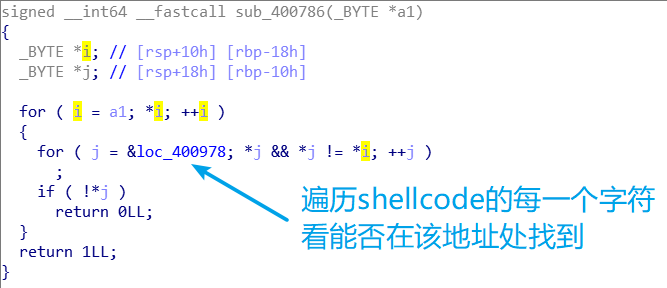 signed __int64 __fastcall sub_400786(_BYTE *a1)
{
_BYTE *i; // [rsp+10h] [rbp-18h]
_BYTE *j; // [rsp+18h] [rbp-10h]
for ( i = a1; *i; ++i )
{
for ( j = &loc_400978; *j && *j != *i; ++j )
;
if ( !*j )
return 0LL;
}
return 1LL;
}
遍历shellcode的每一个字符
看能否在该地址处找到